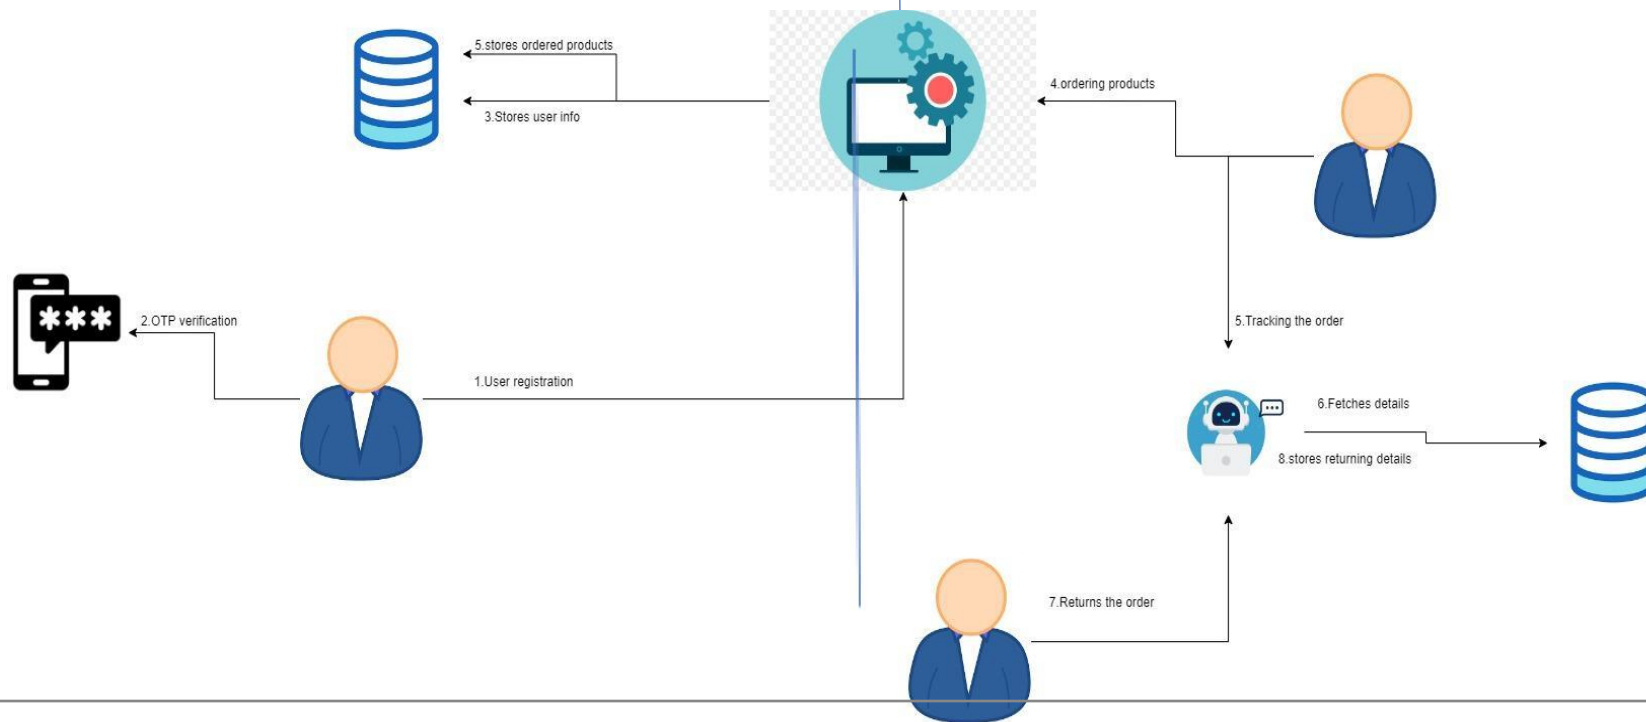 5.stores ordered products
4.ordering products
3.Stores user info
***
2.OTP verification
5.Tracking the order
1.User registration
6.Fetches details
8.stores returning details
7.Returns the order